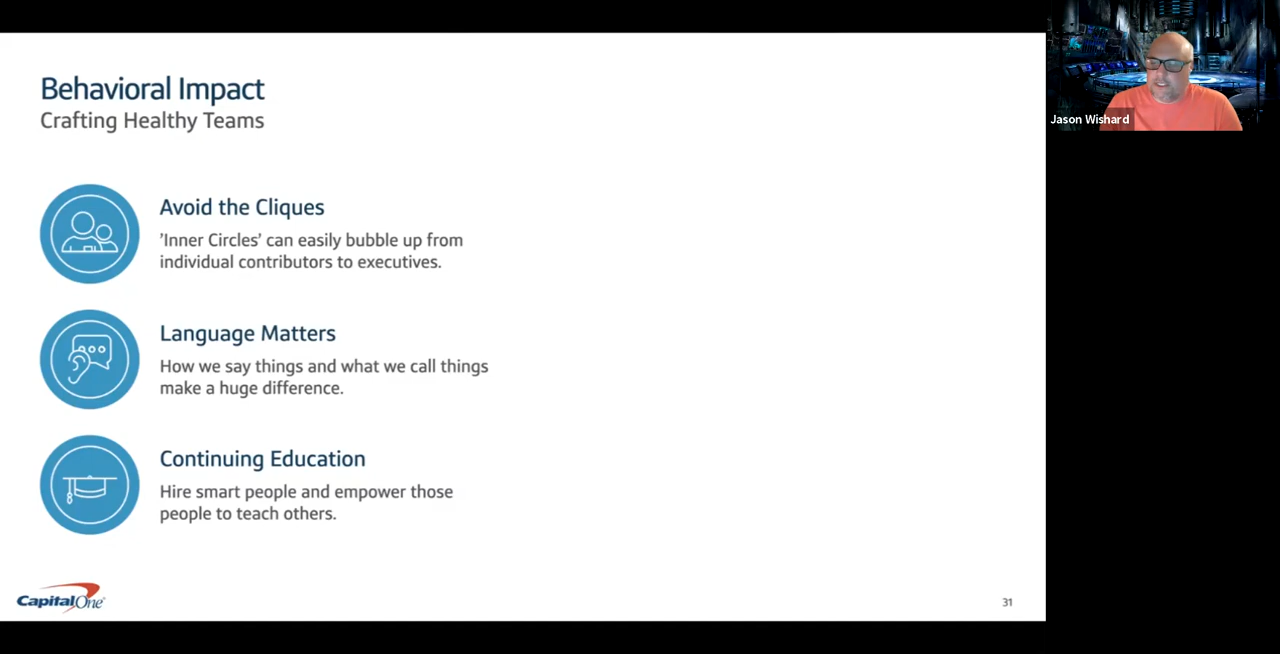 Behavioral Impact
Crafting Healthy Teams
Avoid the Cliques
’Inner Circles’ can easily bubble up from
individual contributors to executives.
Language Matters
How we say things and what we call things
make a huge difference.
Continuing Education
Hire smart people and empower those
people to teach others.
Capital One
31
Jason Wishard